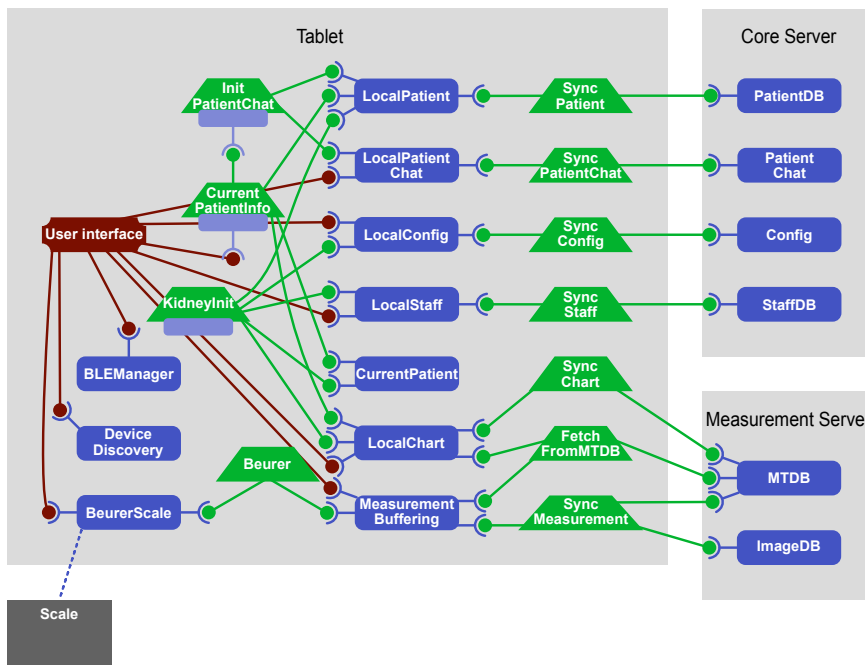 Tablet
Core Server
Init
PatientChat
LocalPatient
Sync
Patient
PatientDB
LocalPatient
Chat
Sync
PatientChat
Patient
Chat
Current
PatientInfo
User interface
LocalConfig
Sync
Config
Config
KidneyInit
LocalStaff
Sync
Staff
StaffDB
BLEManager
CurrentPatient
Sync
Chart
Measurement Serve
Device
Discovery
LocalChart
Fetch
FromMTDB
Beurer
MTDB
BeurerScale
Measurement
Buffering
Sync
Measurement
ImageDB
Scale